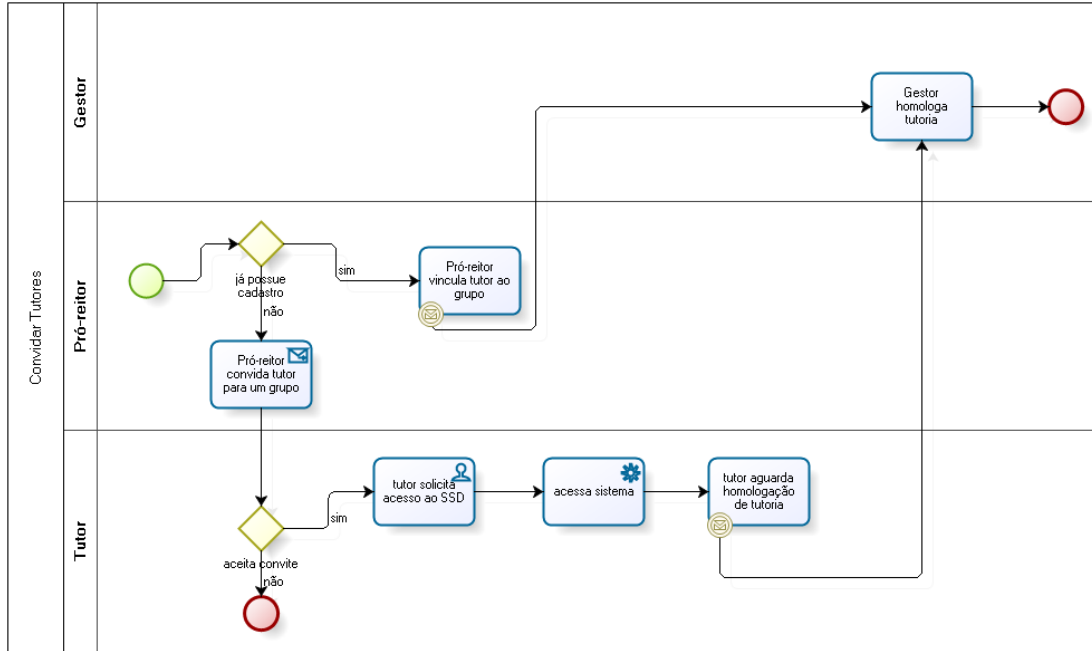 Convidar Tutores
Gestor
Gestor
homologa
tutoria
Pró-reitor
já possue
cadastro
sim
não
Pró-reitor
vincula tutor ao
grupo
Pró-reitor
convida tutor
para um grupo
Tutor
aceita convite
sim
não
tutor solicita
acesso ao SSD
acessa sistema
tutor aguarda
homologação
de tutoria